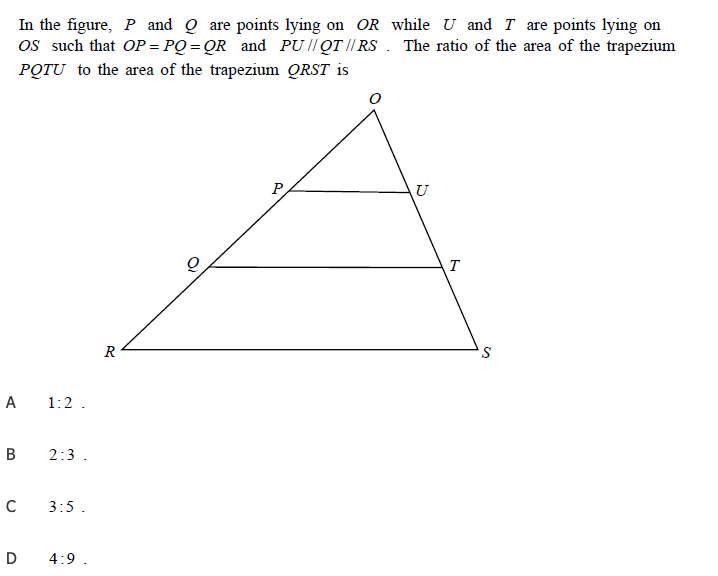 In the figure, P and Q are points lying on OR while U and T are points lying on
OS such that OP = PQ = QR and PU // QT // RS . The ratio of the area of the trapezium
PQTU to the area of the trapezium QRST is
O
P
U
Q
T
R
S
A 1:2 .
B 2:3 .
C 3:5 .
D 4:9 .